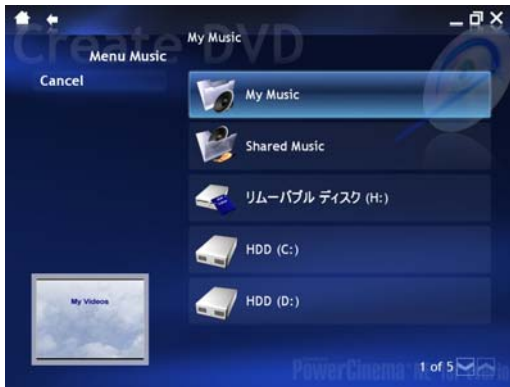 Create DVD
My Music
Menu Music
Cancel
My Music
Shared Music
リムーバブル ディスク (H:)
HDD (C:)
HDD (D:)
My Videos
1 of 5
PowerCinema